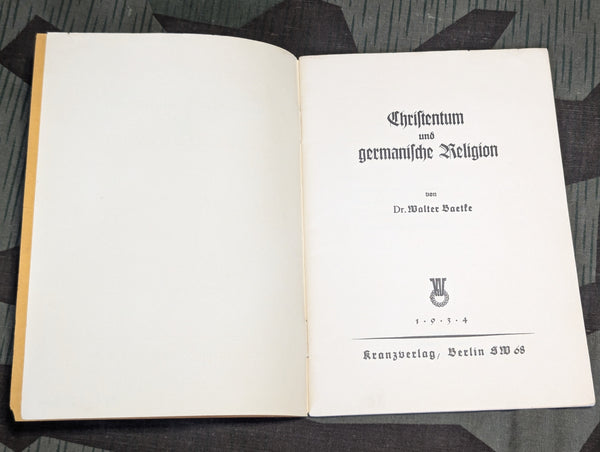 Christentum
und
germanische Religion
von
Dr. Walter Baetke
1 · 9 · 3 · 4
Kranzverlag / Berlin SW 68